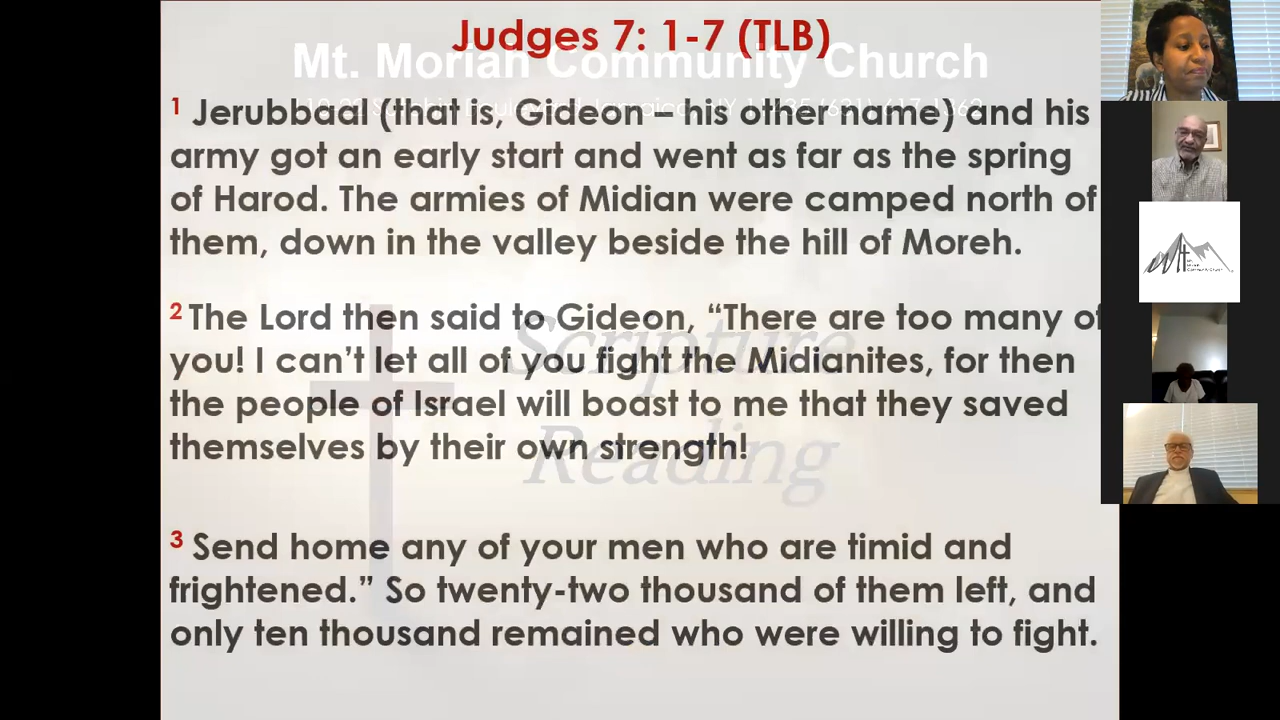 Judges 7: 1-7 (TLB)
Mt. Moriah Community Church
1 Jerubbaal (that is, Gideon – his other name) and his
army got an early start and went as far as the spring
of Harod. The armies of Midian were camped north of
them, down in the valley beside the hill of Moreh.
2 The Lord then said to Gideon, “There are too many of
you! I can’t let all of you fight the Midianites, for then
the people of Israel will boast to me that they saved
themselves by their own strength!
Scripture
Reading
3 Send home any of your men who are timid and
frightened.” So twenty-two thousand of them left, and
only ten thousand remained who were willing to fight.